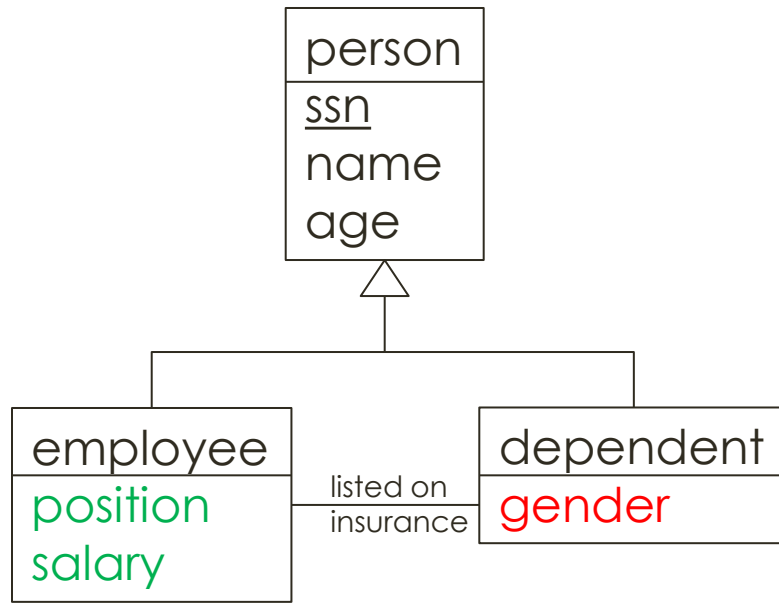 person
ssn
name
age
employee
position
salary
listed on
insurance
dependent
gender